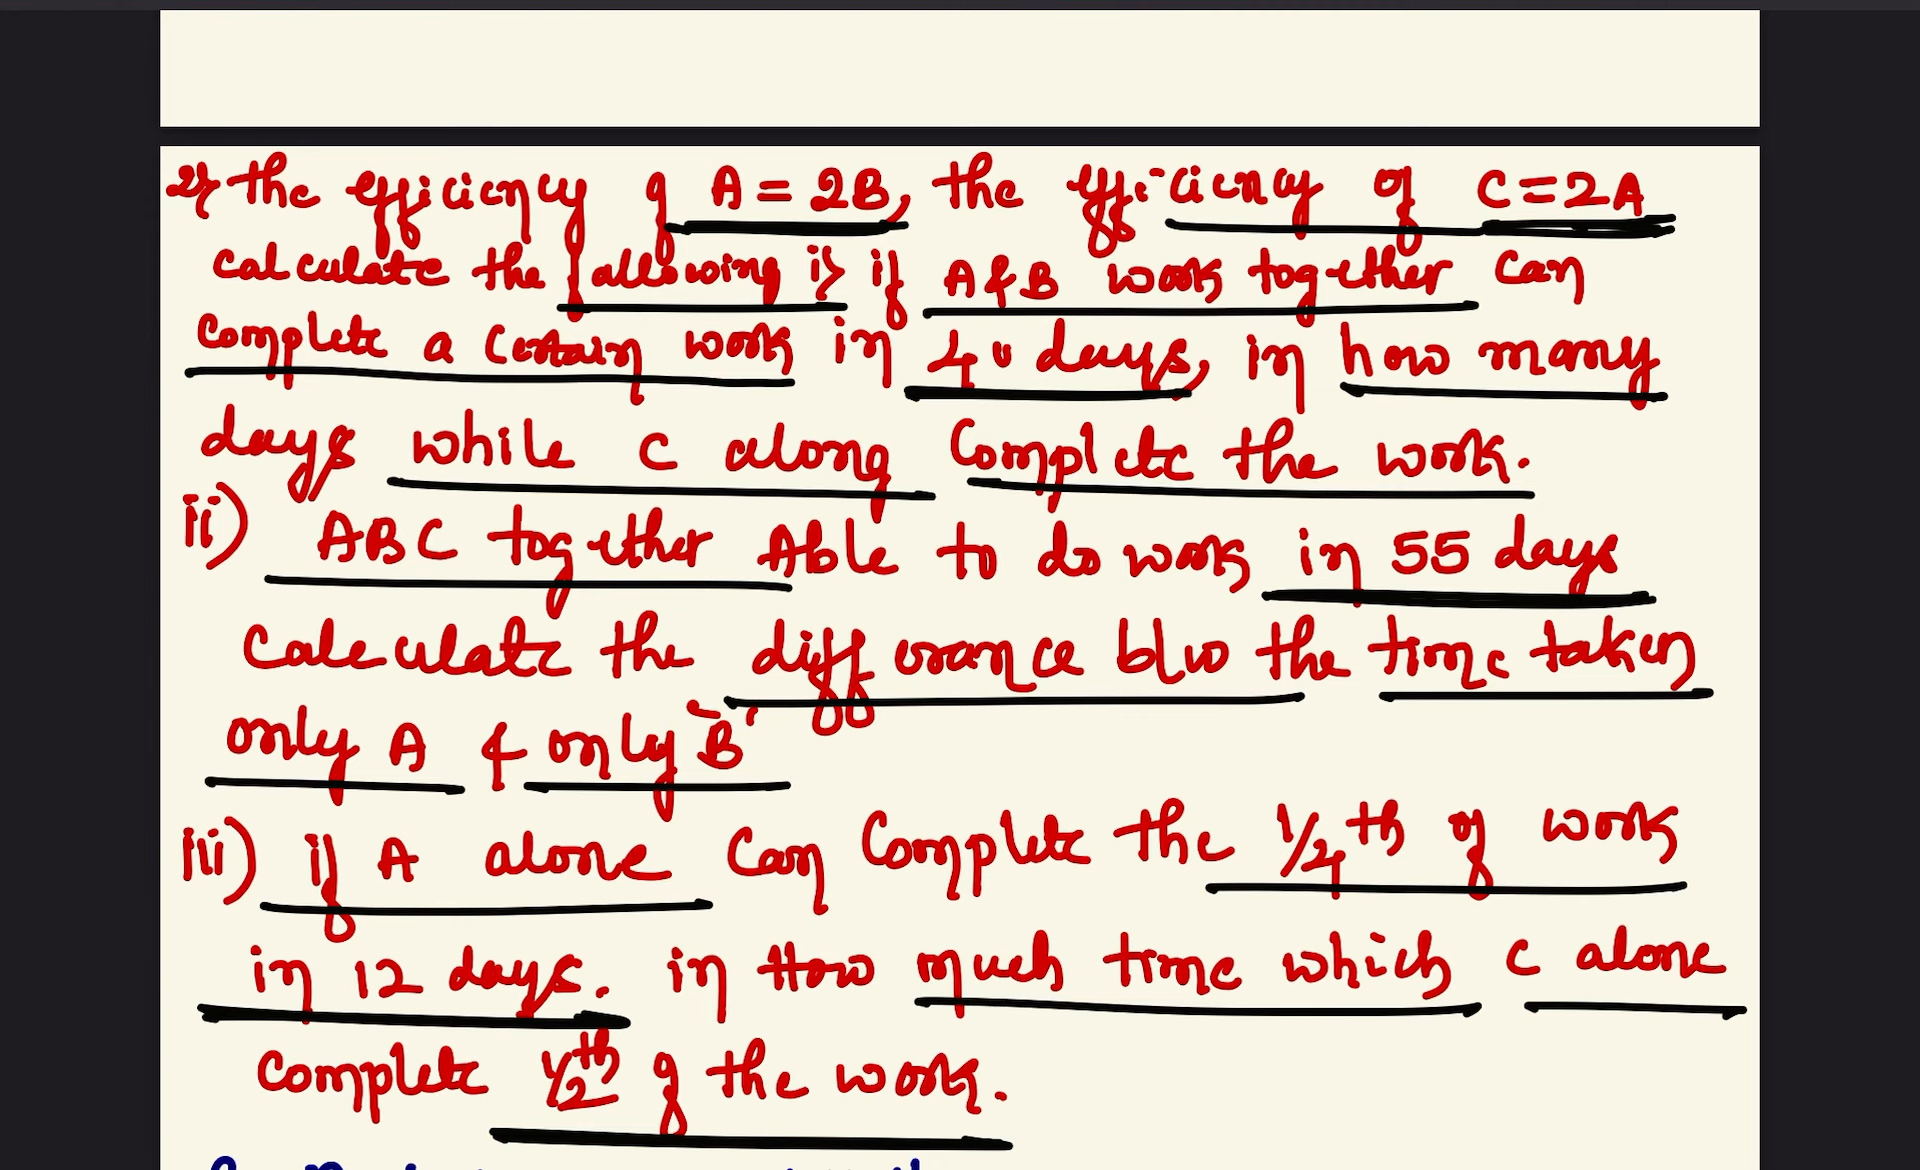 2) the efficiency of A = 2B, the efficiency of C = 2A
calculate the following i) if A & B work together can
complete a certain work in 40 days, in how many
days while C along complete the work.
ii) ABC together Able to do work in 55 days
Calculate the difforance b/w the time taken
only A & only B
iii) if A alone can complete the 1/4th of work
in 12 days. in How much time which C alone
complete 1/2th of the work.